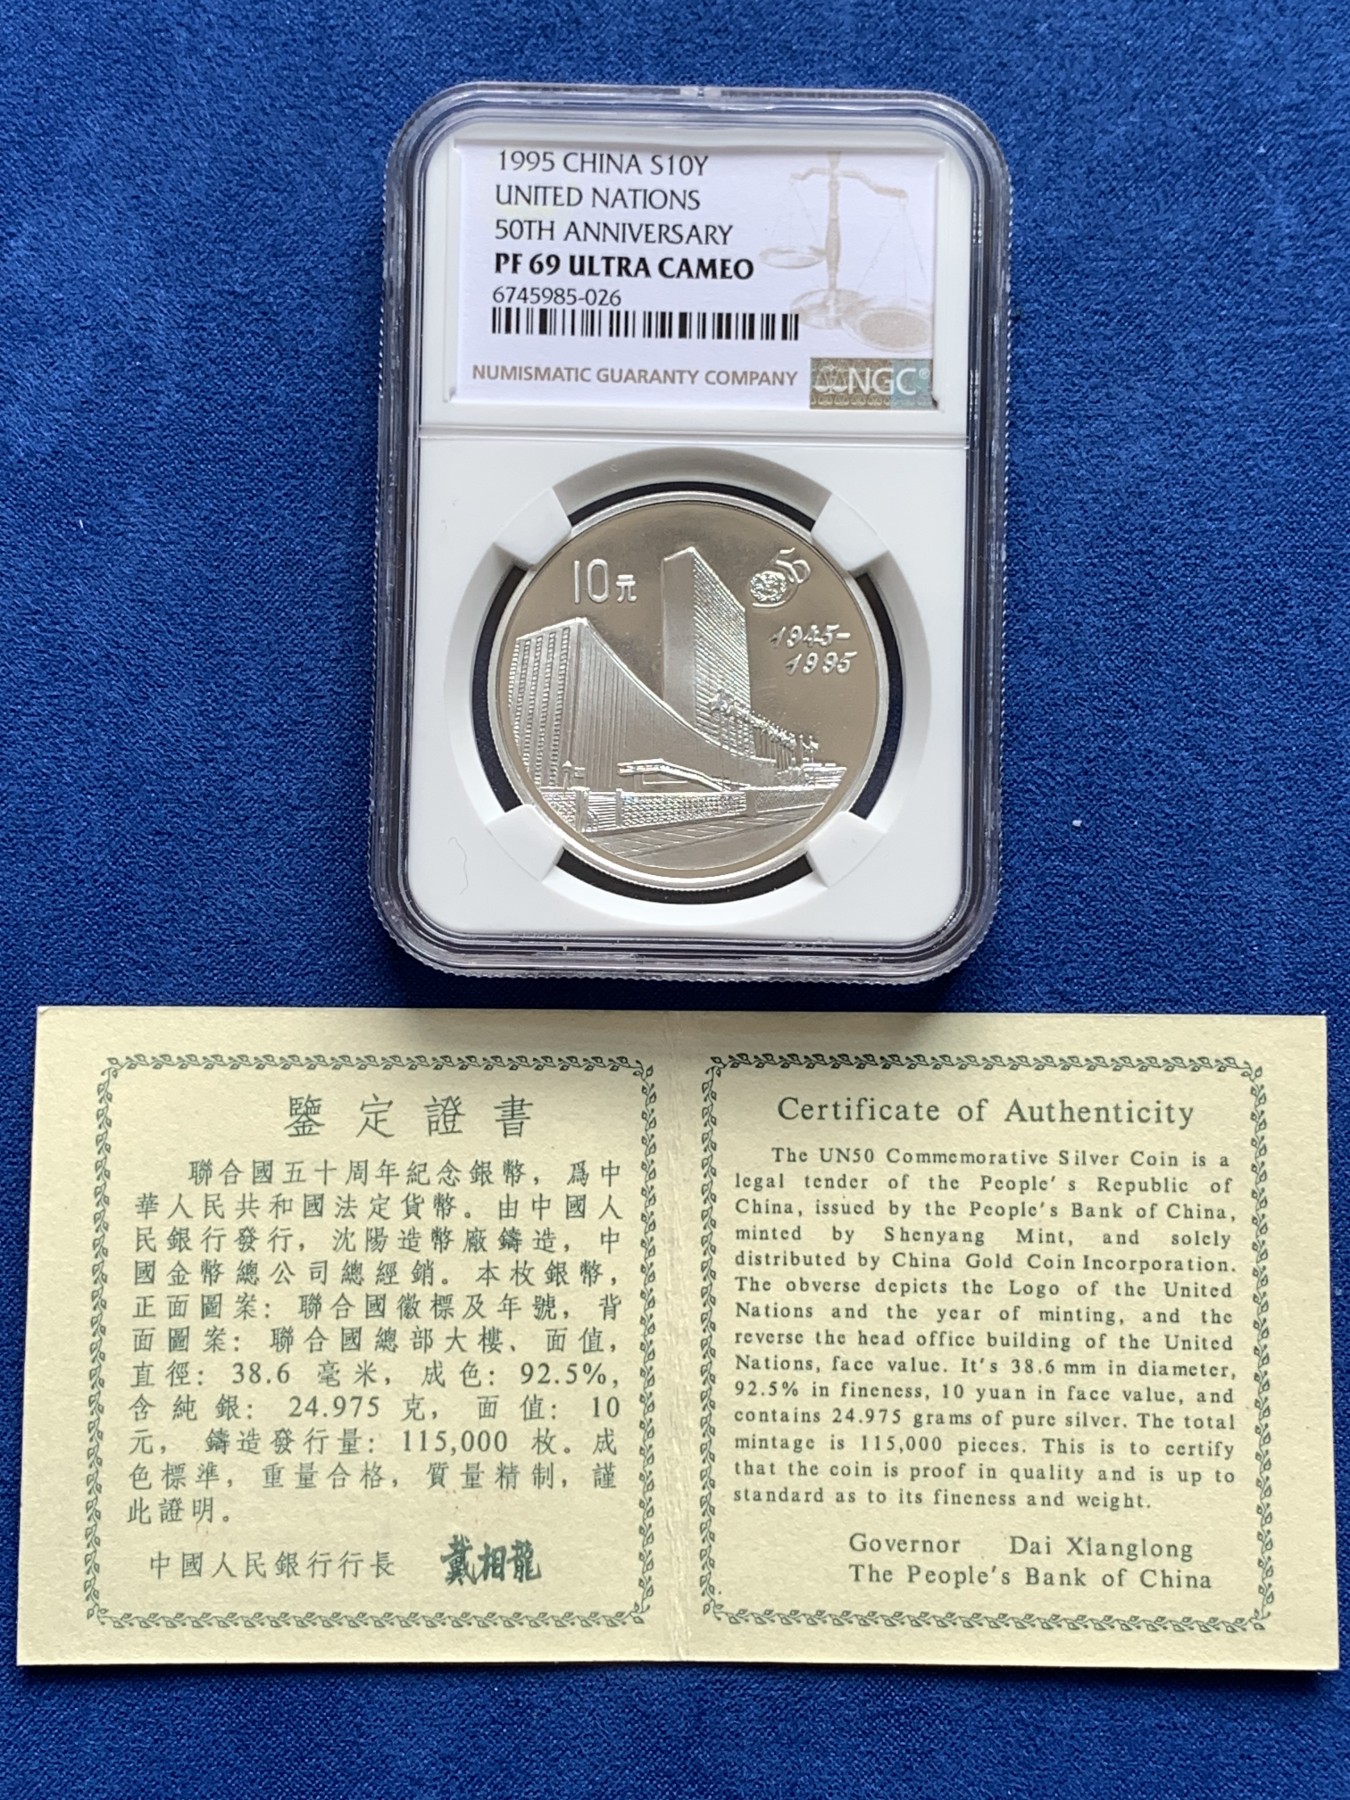 1995 CHINA S10Y
UNITED NATIONS
50TH ANNIVERSARY
PF 69 ULTRA CAMEO
6745985-026
NUMISMATIC GUARANTY COMPANY
NGC®
10元
50
1945-
1995
鑒定證書
聯合國五十周年紀念銀幣，爲中
華人民共和國法定貨幣。由中國人
民銀行發行，沈陽造幣廠鑄造，中
國金幣總公司總經銷。本枚銀幣，
正面圖案：聯合國徽標及年號，背
面圖案：聯合國總部大樓、面值，
直徑：38.6 毫米，成色：92.5%，
含純銀：24.975 克，面值：10
元，鑄造發行量：115,000 枚。成
色標準，重量合格，質量精制，謹
此證明。
中國人民銀行行長 戴相龍
Certificate of Authenticity
The UN50 Commemorative Silver Coin is a
legal tender of the People's Republic of
China, issued by the People's Bank of China,
minted by Shenyang Mint, and solely
distributed by China Gold Coin Incorporation.
The obverse depicts the Logo of the United
Nations and the year of minting, and the
reverse the head office building of the United
Nations, face value. It's 38.6 mm in diameter,
92.5% in fineness, 10 yuan in face value, and
contains 24.975 grams of pure silver. The total
mintage is 115,000 pieces. This is to certify
that the coin is proof in quality and is up to
standard as to its fineness and weight.
Governor Dai Xianglong
The People's Bank of China